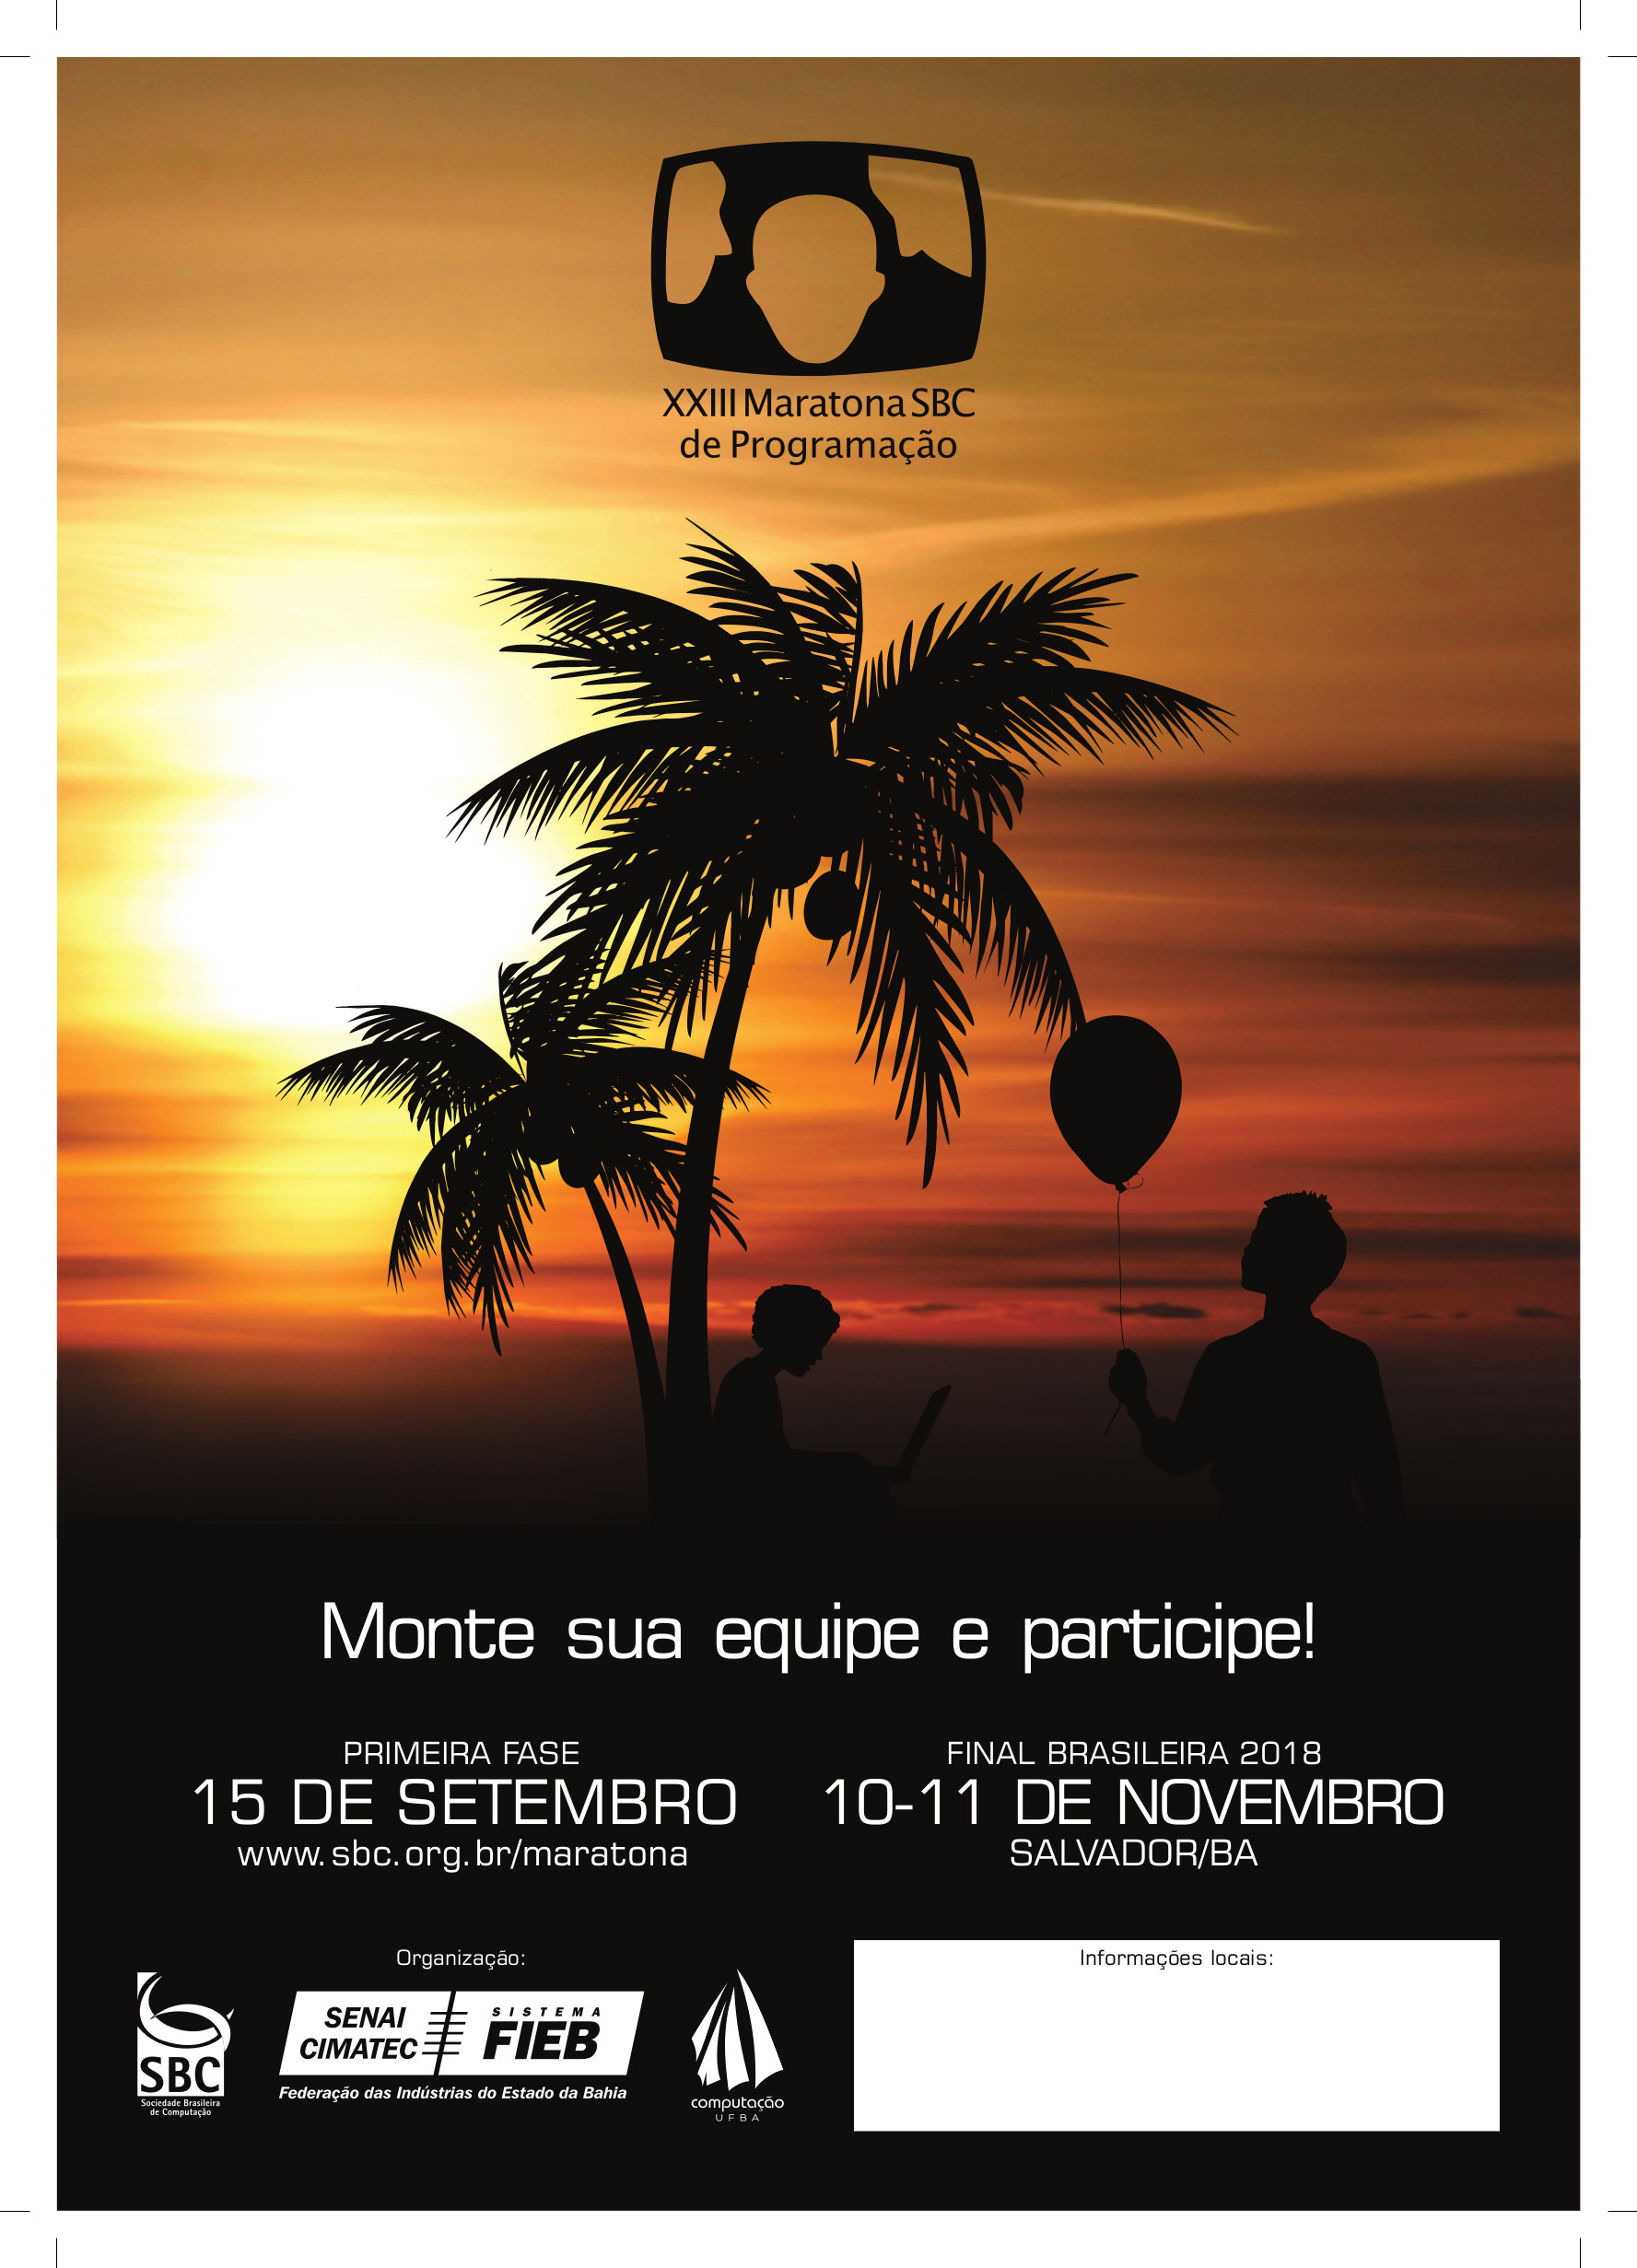 XXIII Maratona SBC
de Programação
Monte sua equipe e participe!
PRIMEIRA FASE
15 DE SETEMBRO
www.sbc.org.br/maratona
FINAL BRASILEIRA 2018
10-11 DE NOVEMBRO
SALVADOR/BA
Organização:
SBC
Sociedade Brasileira
de Computação
SENAI
CIMATEC
SISTEMA
FIEB
Federação das Indústrias do Estado da Bahia
computação
UFBA
Informações locais: